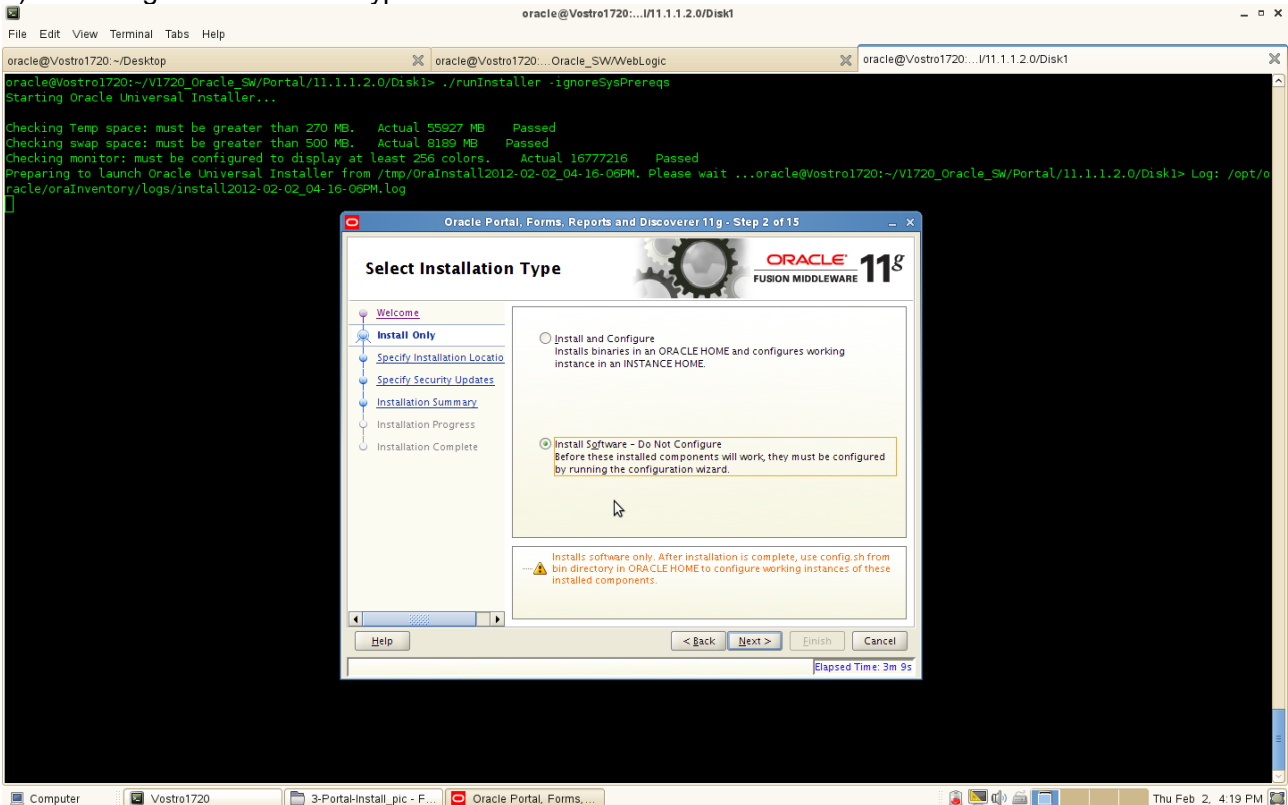 oracle@Vostro1720:...l/11.1.1.2.0/Disk1
File Edit View Terminal Tabs Help
oracle@Vostro1720:~/Desktop
oracle@Vostro1720:...Oracle_SW/WebLogic
oracle@Vostro1720:...l/11.1.1.2.0/Disk1
oracle@Vostro1720:~/V1720_Oracle_SW/Portal/11.1.1.2.0/Disk1> ./runInstaller -ignoreSysPrereqs
Starting Oracle Universal Installer...
Checking Temp space: must be greater than 270 MB. Actual 55927 MB Passed
Checking swap space: must be greater than 500 MB. Actual 8189 MB Passed
Checking monitor: must be configured to display at least 256 colors. Actual 16777216 Passed
Preparing to launch Oracle Universal Installer from /tmp/OraInstall2012-02-02_04-16-06PM. Please wait ...oracle@Vostro1720:~/V1720_Oracle_SW/Portal/11.1.1.2.0/Disk1> Log: /opt/o
racle/oraInventory/logs/install2012-02-02_04-16-06PM.log
Oracle Portal, Forms, Reports and Discoverer 11g - Step 2 of 15
Select Installation Type
ORACLE
FUSION MIDDLEWARE
11g
Welcome
Install Only
Specify Installation Locatio
Specify Security Updates
Installation Summary
Installation Progress
Installation Complete
Install and Configure
Installs binaries in an ORACLE HOME and configures working
instance in an INSTANCE HOME.
Install Software - Do Not Configure
Before these installed components will work, they must be configured
by running the configuration wizard.
Installs software only. After installation is complete, use config.sh from
bin directory in ORACLE HOME to configure working instances of these
installed components.
Help
< Back
Next >
Finish
Cancel
Elapsed Time: 3m 9s
Computer
Vostro1720
3-Portal-Install_pic - F...
Oracle Portal, Forms,...
Thu Feb 2, 4:19 PM